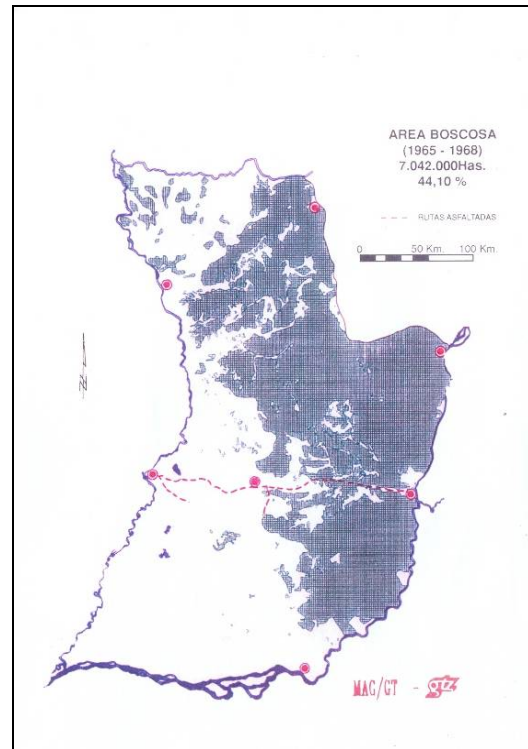 AREA BOSCOSA
(1965 - 1968)
7.042.000Has.
44,10 %
RUTAS ASFALTADAS
0 50 Km. 100 Km.
MAG/GT - gtz